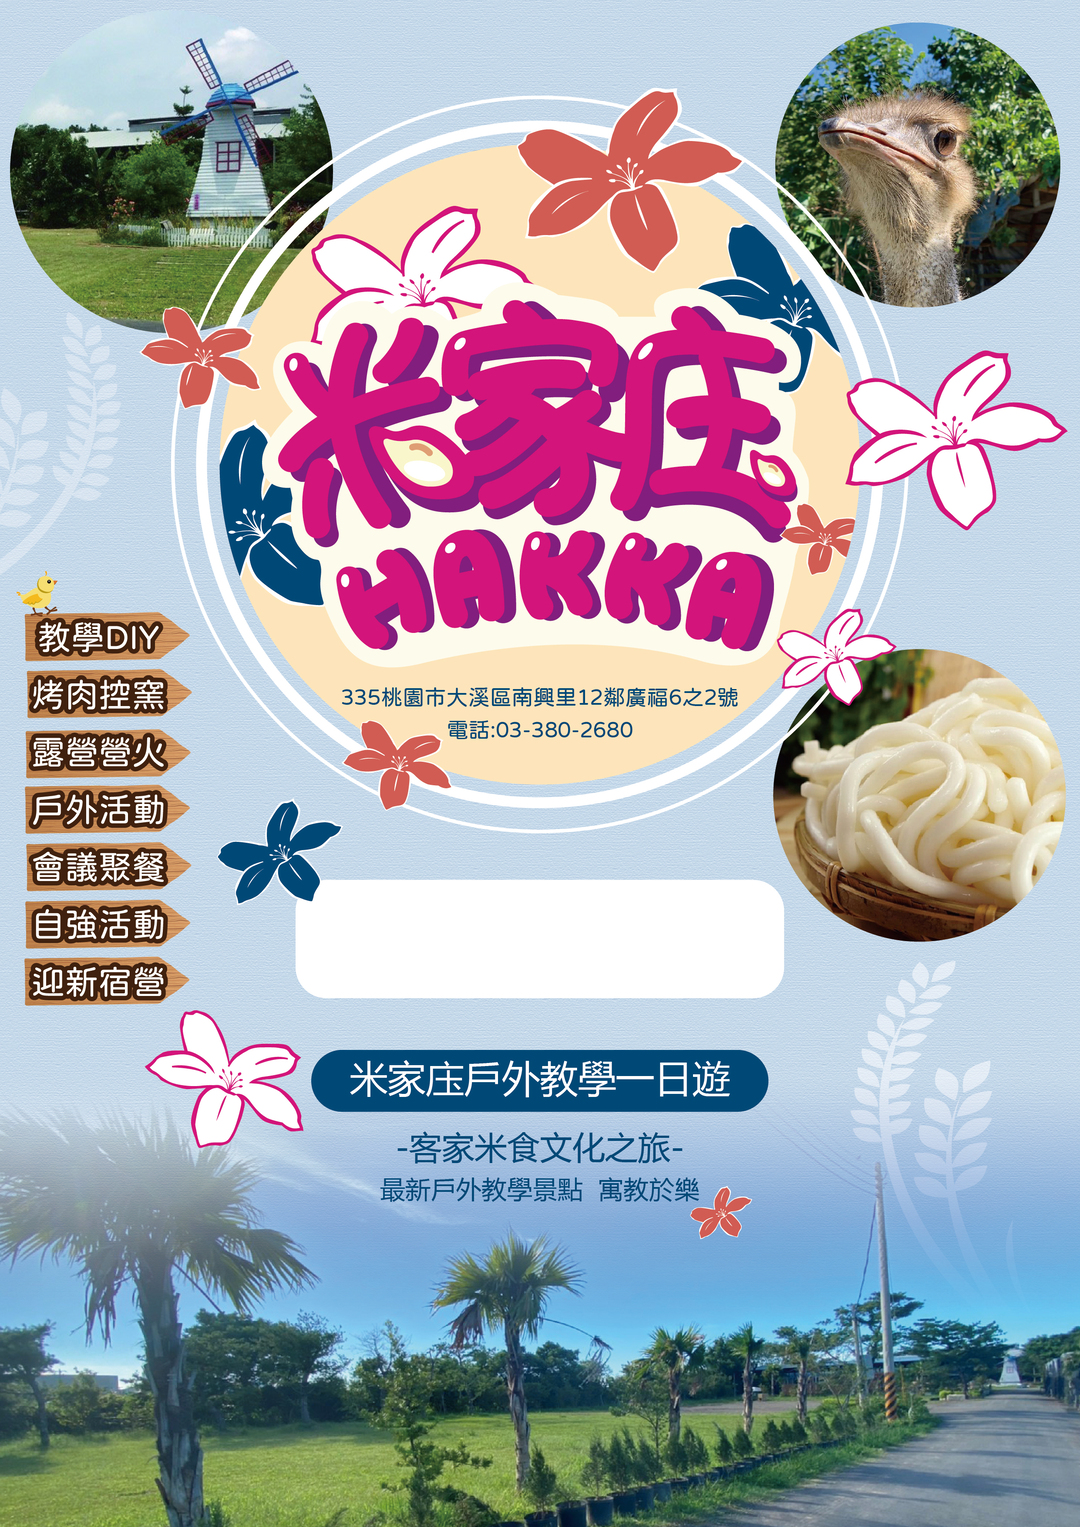 米家庄
HAKKA
335桃園市大溪區南興里12鄰廣福6之2號
電話:03-380-2680
教學DIY
烤肉控窯
露營營火
戶外活動
會議聚餐
自強活動
迎新宿營
米家庄戶外教學一日遊
-客家米食文化之旅-
最新戶外教學景點 寓教於樂